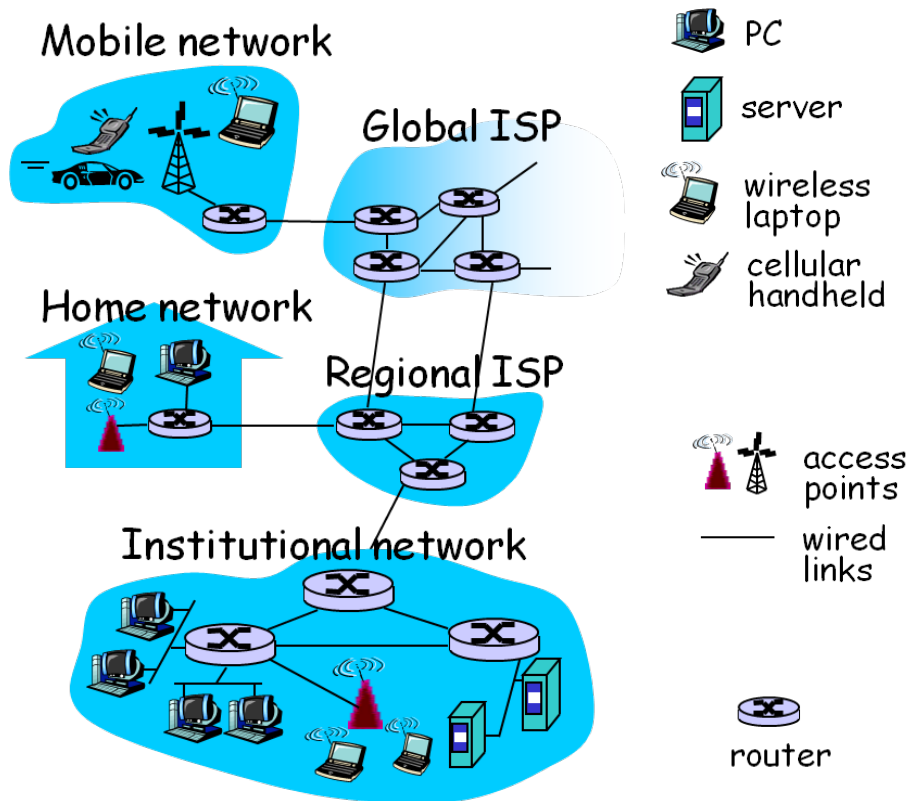 Mobile network
Global ISP
Home network
Regional ISP
Institutional network
PC
server
wireless
laptop
cellular
handheld
access
points
wired
links
router